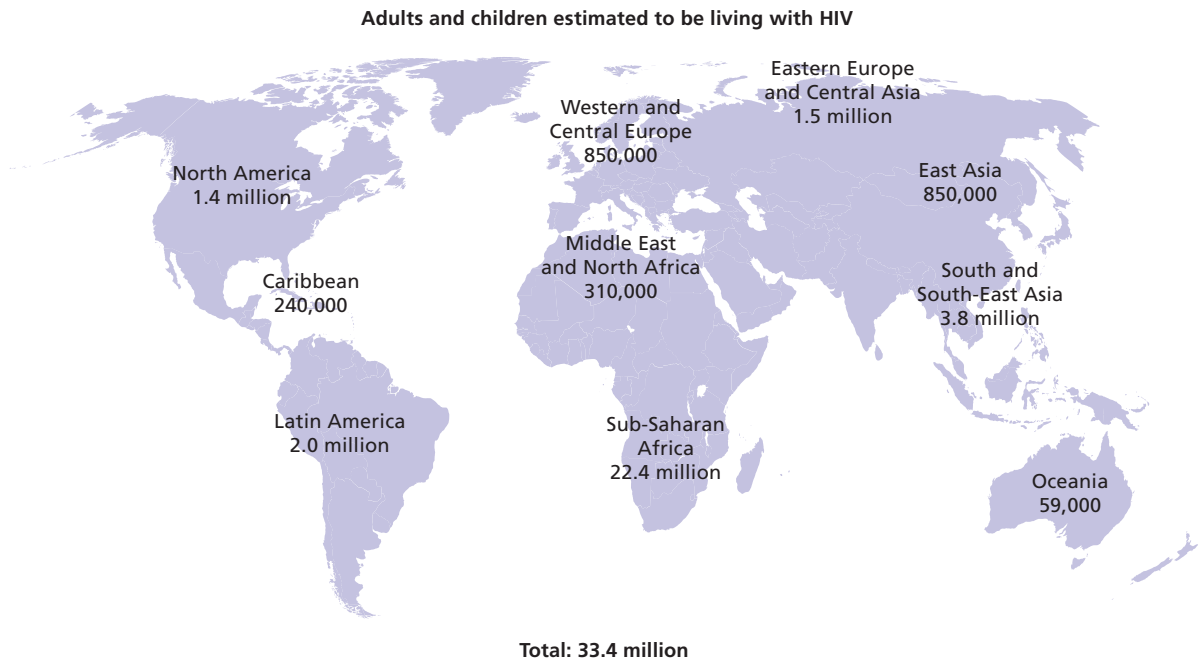 Adults and children estimated to be living with HIV
Eastern Europe
and Central Asia
1.5 million
Western and
Central Europe
850,000
North America
1.4 million
East Asia
850,000
Middle East
and North Africa
310,000
Caribbean
240,000
South and
South-East Asia
3.8 million
Latin America
2.0 million
Sub-Saharan
Africa
22.4 million
Oceania
59,000
Total: 33.4 million